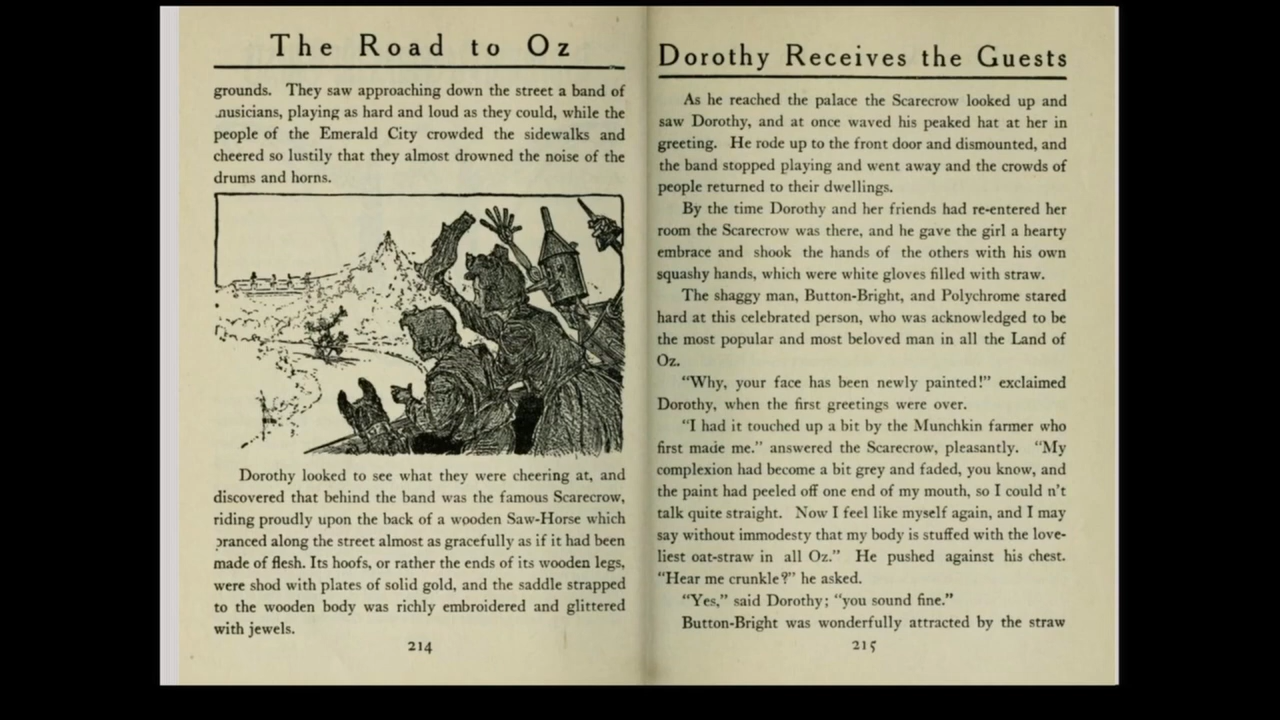 The Road to Oz
grounds. They saw approaching down the street a band of
musicians, playing as hard and loud as they could, while the
people of the Emerald City crowded the sidewalks and
cheered so lustily that they almost drowned the noise of the
drums and horns.
Dorothy looked to see what they were cheering at, and
discovered that behind the band was the famous Scarecrow,
riding proudly upon the back of a wooden Saw-Horse which
pranced along the street almost as gracefully as if it had been
made of flesh. Its hoofs, or rather the ends of its wooden legs,
were shod with plates of solid gold, and the saddle strapped
to the wooden body was richly embroidered and glittered
with jewels.
214
Dorothy Receives the Guests
As he reached the palace the Scarecrow looked up and
saw Dorothy, and at once waved his peaked hat at her in
greeting. He rode up to the front door and dismounted, and
the band stopped playing and went away and the crowds of
people returned to their dwellings.
By the time Dorothy and her friends had re-entered her
room the Scarecrow was there, and he gave the girl a hearty
embrace and shook the hands of the others with his own
squashy hands, which were white gloves filled with straw.
The shaggy man, Button-Bright, and Polychrome stared
hard at this celebrated person, who was acknowledged to be
the most popular and most beloved man in all the Land of
Oz.
"Why, your face has been newly painted!" exclaimed
Dorothy, when the first greetings were over.
"I had it touched up a bit by the Munchkin farmer who
first made me." answered the Scarecrow, pleasantly. "My
complexion had become a bit grey and faded, you know, and
the paint had peeled off one end of my mouth, so I could n't
talk quite straight. Now I feel like myself again, and I may
say without immodesty that my body is stuffed with the love-
liest oat-straw in all Oz." He pushed against his chest.
"Hear me crunkle?" he asked.
"Yes," said Dorothy; "you sound fine."
Button-Bright was wonderfully attracted by the straw
215